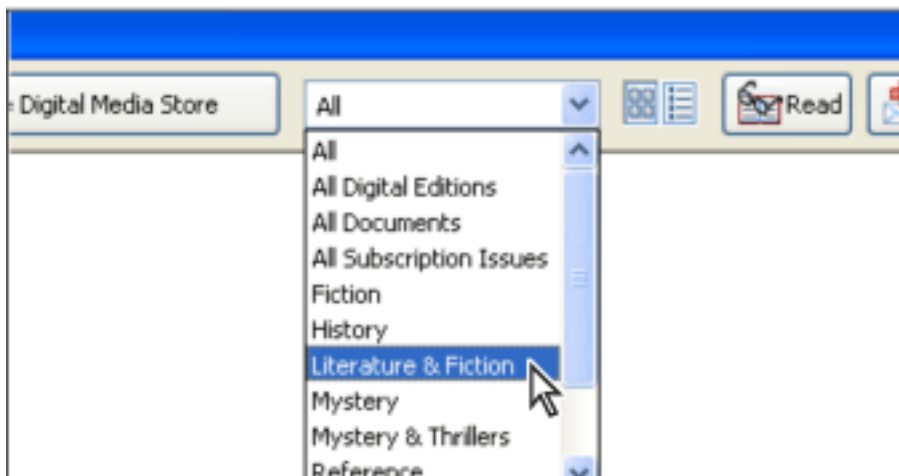 Digital Media Store
All
Read
All
All Digital Editions
All Documents
All Subscription Issues
Fiction
History
Literature & Fiction
Mystery
Mystery & Thrillers
Reference